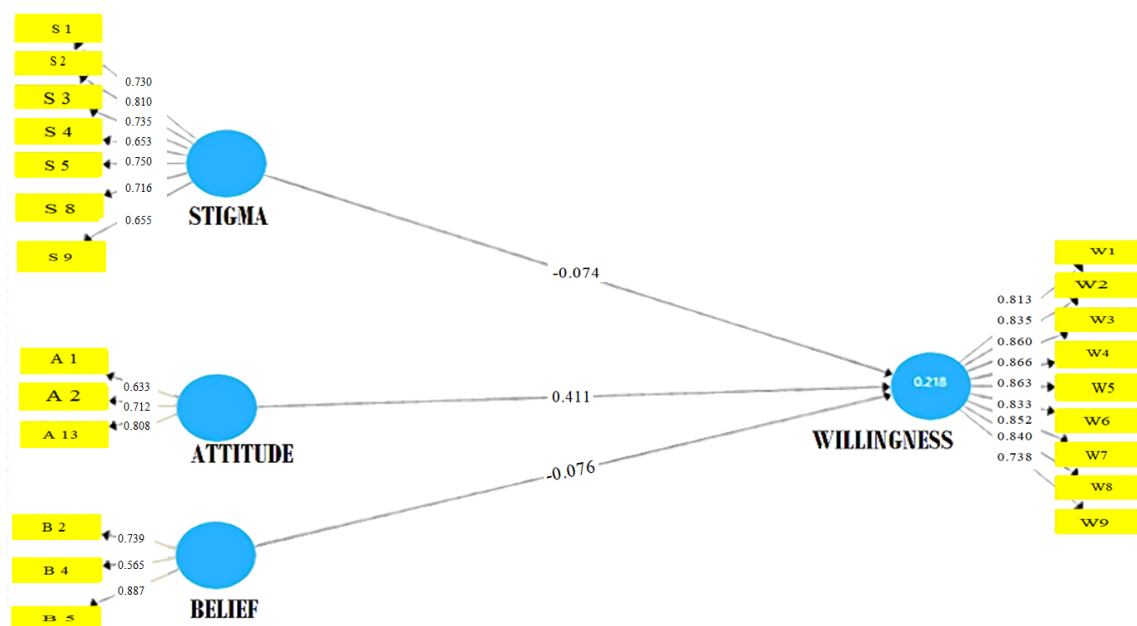 S 1
S 2
S 3
S 4
S 5
S 8
S 9
0.730
0.810
0.735
0.653
0.750
0.716
0.655
STIGMA
-0.074
A 1
A 2
A 13
0.633
0.712
0.808
ATTITUDE
0.411
B 2
B 4
B 5
0.739
0.565
0.887
BELIEF
-0.076
0.218
WILLINGNESS
0.813
0.835
0.860
0.866
0.863
0.833
0.852
0.840
0.738
W1
W2
W3
W4
W5
W6
W7
W8
W9